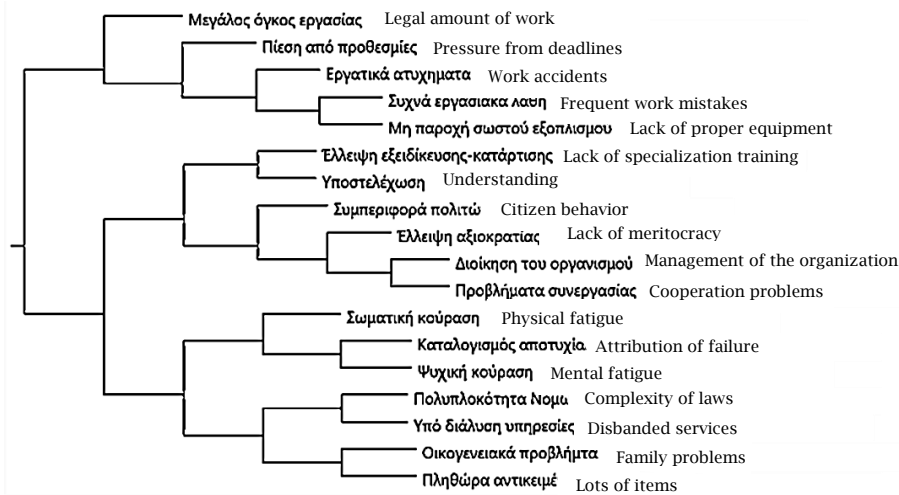 Μεγάλος όγκος εργασίας Legal amount of work
Πίεση από προθεσμίες Pressure from deadlines
Εργατικά ατυχηματα Work accidents
Συχνά εργασιακα λαθη Frequent work mistakes
Μη παροχή σωστού εξοπλισμου Lack of proper equipment
Έλλειψη εξειδίκευσης-κατάρτισης Lack of specialization training
Υποστελέχωση Understanding
Συμπεριφορά πολιτώ Citizen behavior
Έλλειψη αξιοκρατίας Lack of meritocracy
Διοίκηση του οργανισμού Management of the organization
Προβλήματα συνεργασίας Cooperation problems
Σωματική κούραση Physical fatigue
Καταλογισμός αποτυχία Attribution of failure
Ψυχική κούραση Mental fatigue
Πολυπλοκότητα Νομω Complexity of laws
Υπό διάλυση υπηρεσίες Disbanded services
Οικογενειακά προβλήμτα Family problems
Πληθώρα αντικειμέ Lots of items